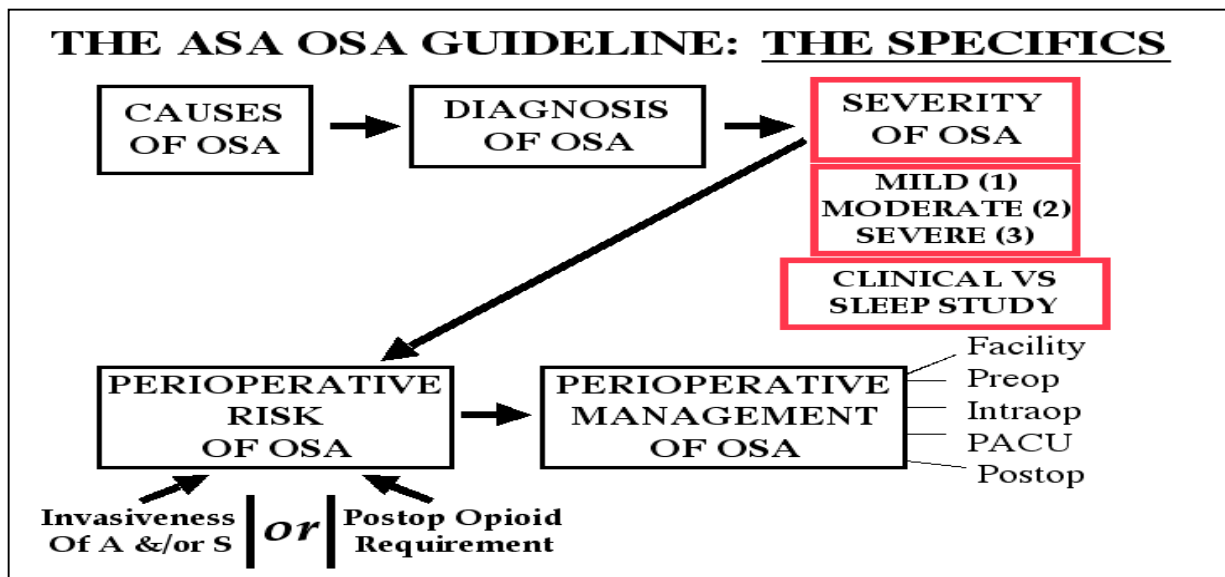 THE ASA OSA GUIDELINE: THE SPECIFICS
CAUSES
OF OSA
DIAGNOSIS
OF OSA
SEVERITY
OF OSA
MILD (1)
MODERATE (2)
SEVERE (3)
CLINICAL VS
SLEEP STUDY
PERIOPERATIVE
RISK
OF OSA
PERIOPERATIVE
MANAGEMENT
OF OSA
Facility
Preop
Intraop
PACU
Postop
Invasiveness
Of A &/or S
or
Postop Opioid
Requirement